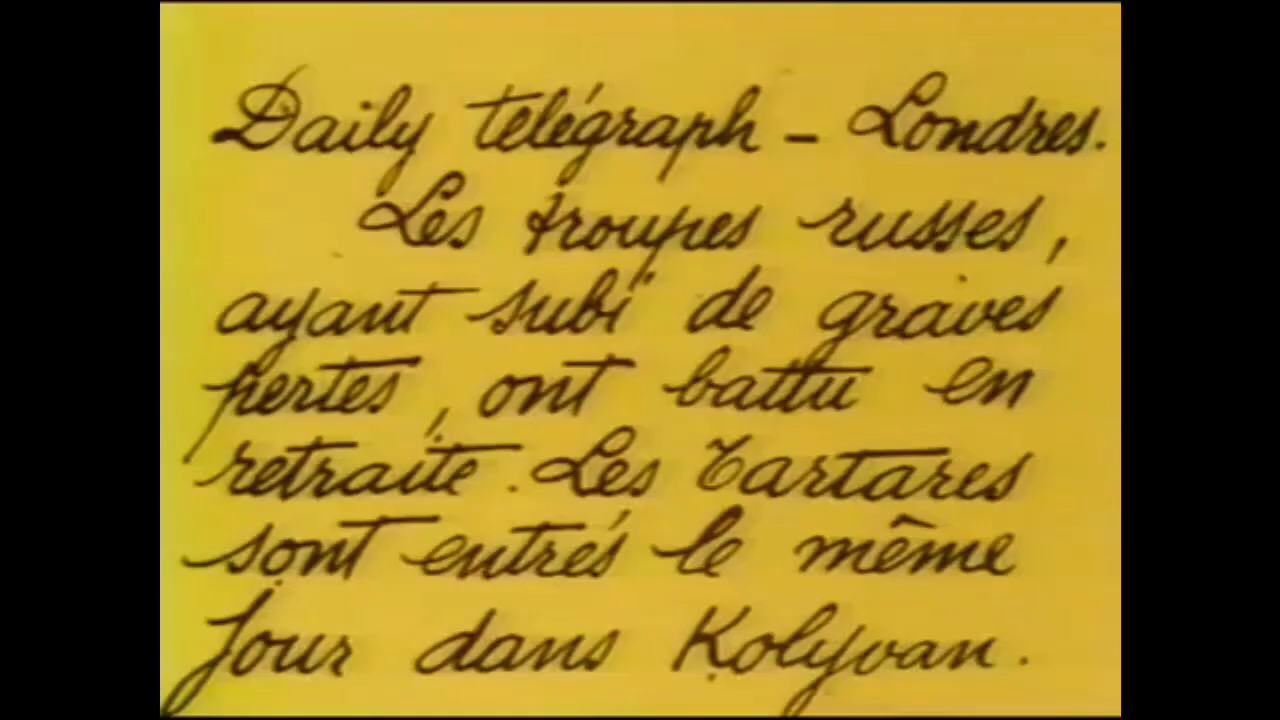 Daily télégraph - Londres.
Les troupes russes,
ayant subi de graves
pertes, ont battu en
retraite. Les Tartares
sont entrés le même
jour dans Kolyvan.